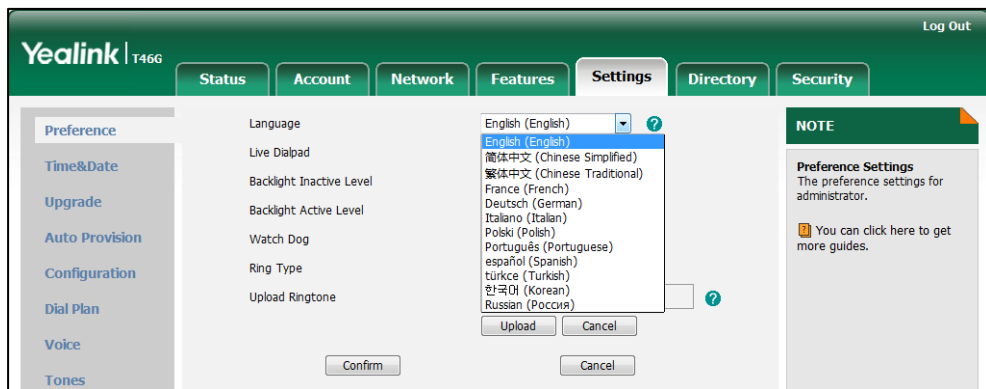 Log Out
Yealink T46G
Status Account Network Features Settings Directory Security
Preference
Time&Date
Upgrade
Auto Provision
Configuration
Dial Plan
Voice
Tones
Language English (English)
Live Dialpad
Backlight Inactive Level
Backlight Active Level
Watch Dog
Ring Type
Upload Ringtone
English (English)
简体中文 (Chinese Simplified)
繁体中文 (Chinese Traditional)
France (French)
Deutsch (German)
Italiano (Italian)
Polski (Polish)
Português (Portuguese)
español (Spanish)
türkce (Turkish)
한국어 (Korean)
Russian (Россия)
Upload Cancel
Confirm Cancel
NOTE
Preference Settings
The preference settings for
administrator.
You can click here to get
more guides.